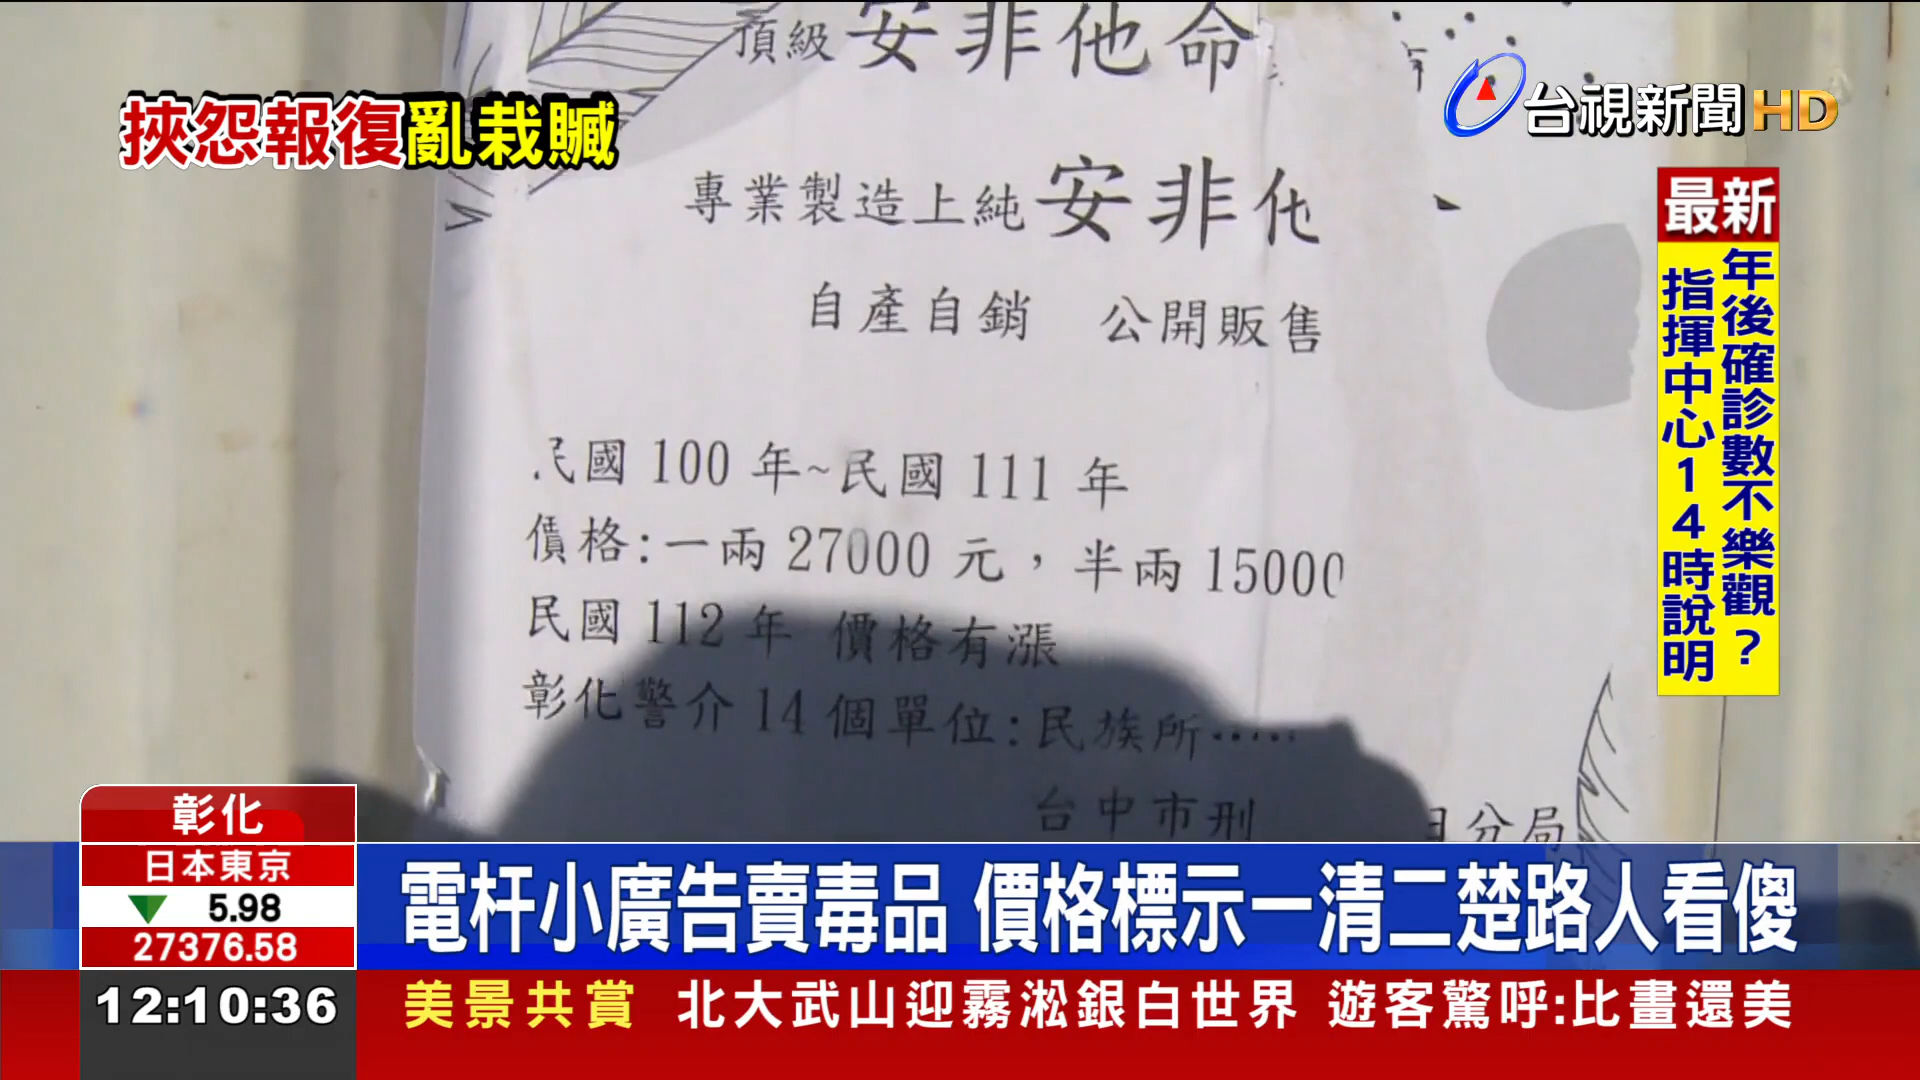 頂級安非他命
挾怨報復亂栽贓
台視新聞HD
專業製造上純安非他
最新
年後確診數不樂觀？
指揮中心14時說明
自產自銷 公開販售
民國100年~民國111年
價格:一兩27000元，半兩15000
民國112年 價格有漲
彰化警介14個單位:民族所……
台中市刑
分局
彰化
日本東京
5.98
27376.58
電杆小廣告賣毒品 價格標示一清二楚路人看傻
12:10:36
美景共賞 北大武山迎霧淞銀白世界 遊客驚呼:比畫還美